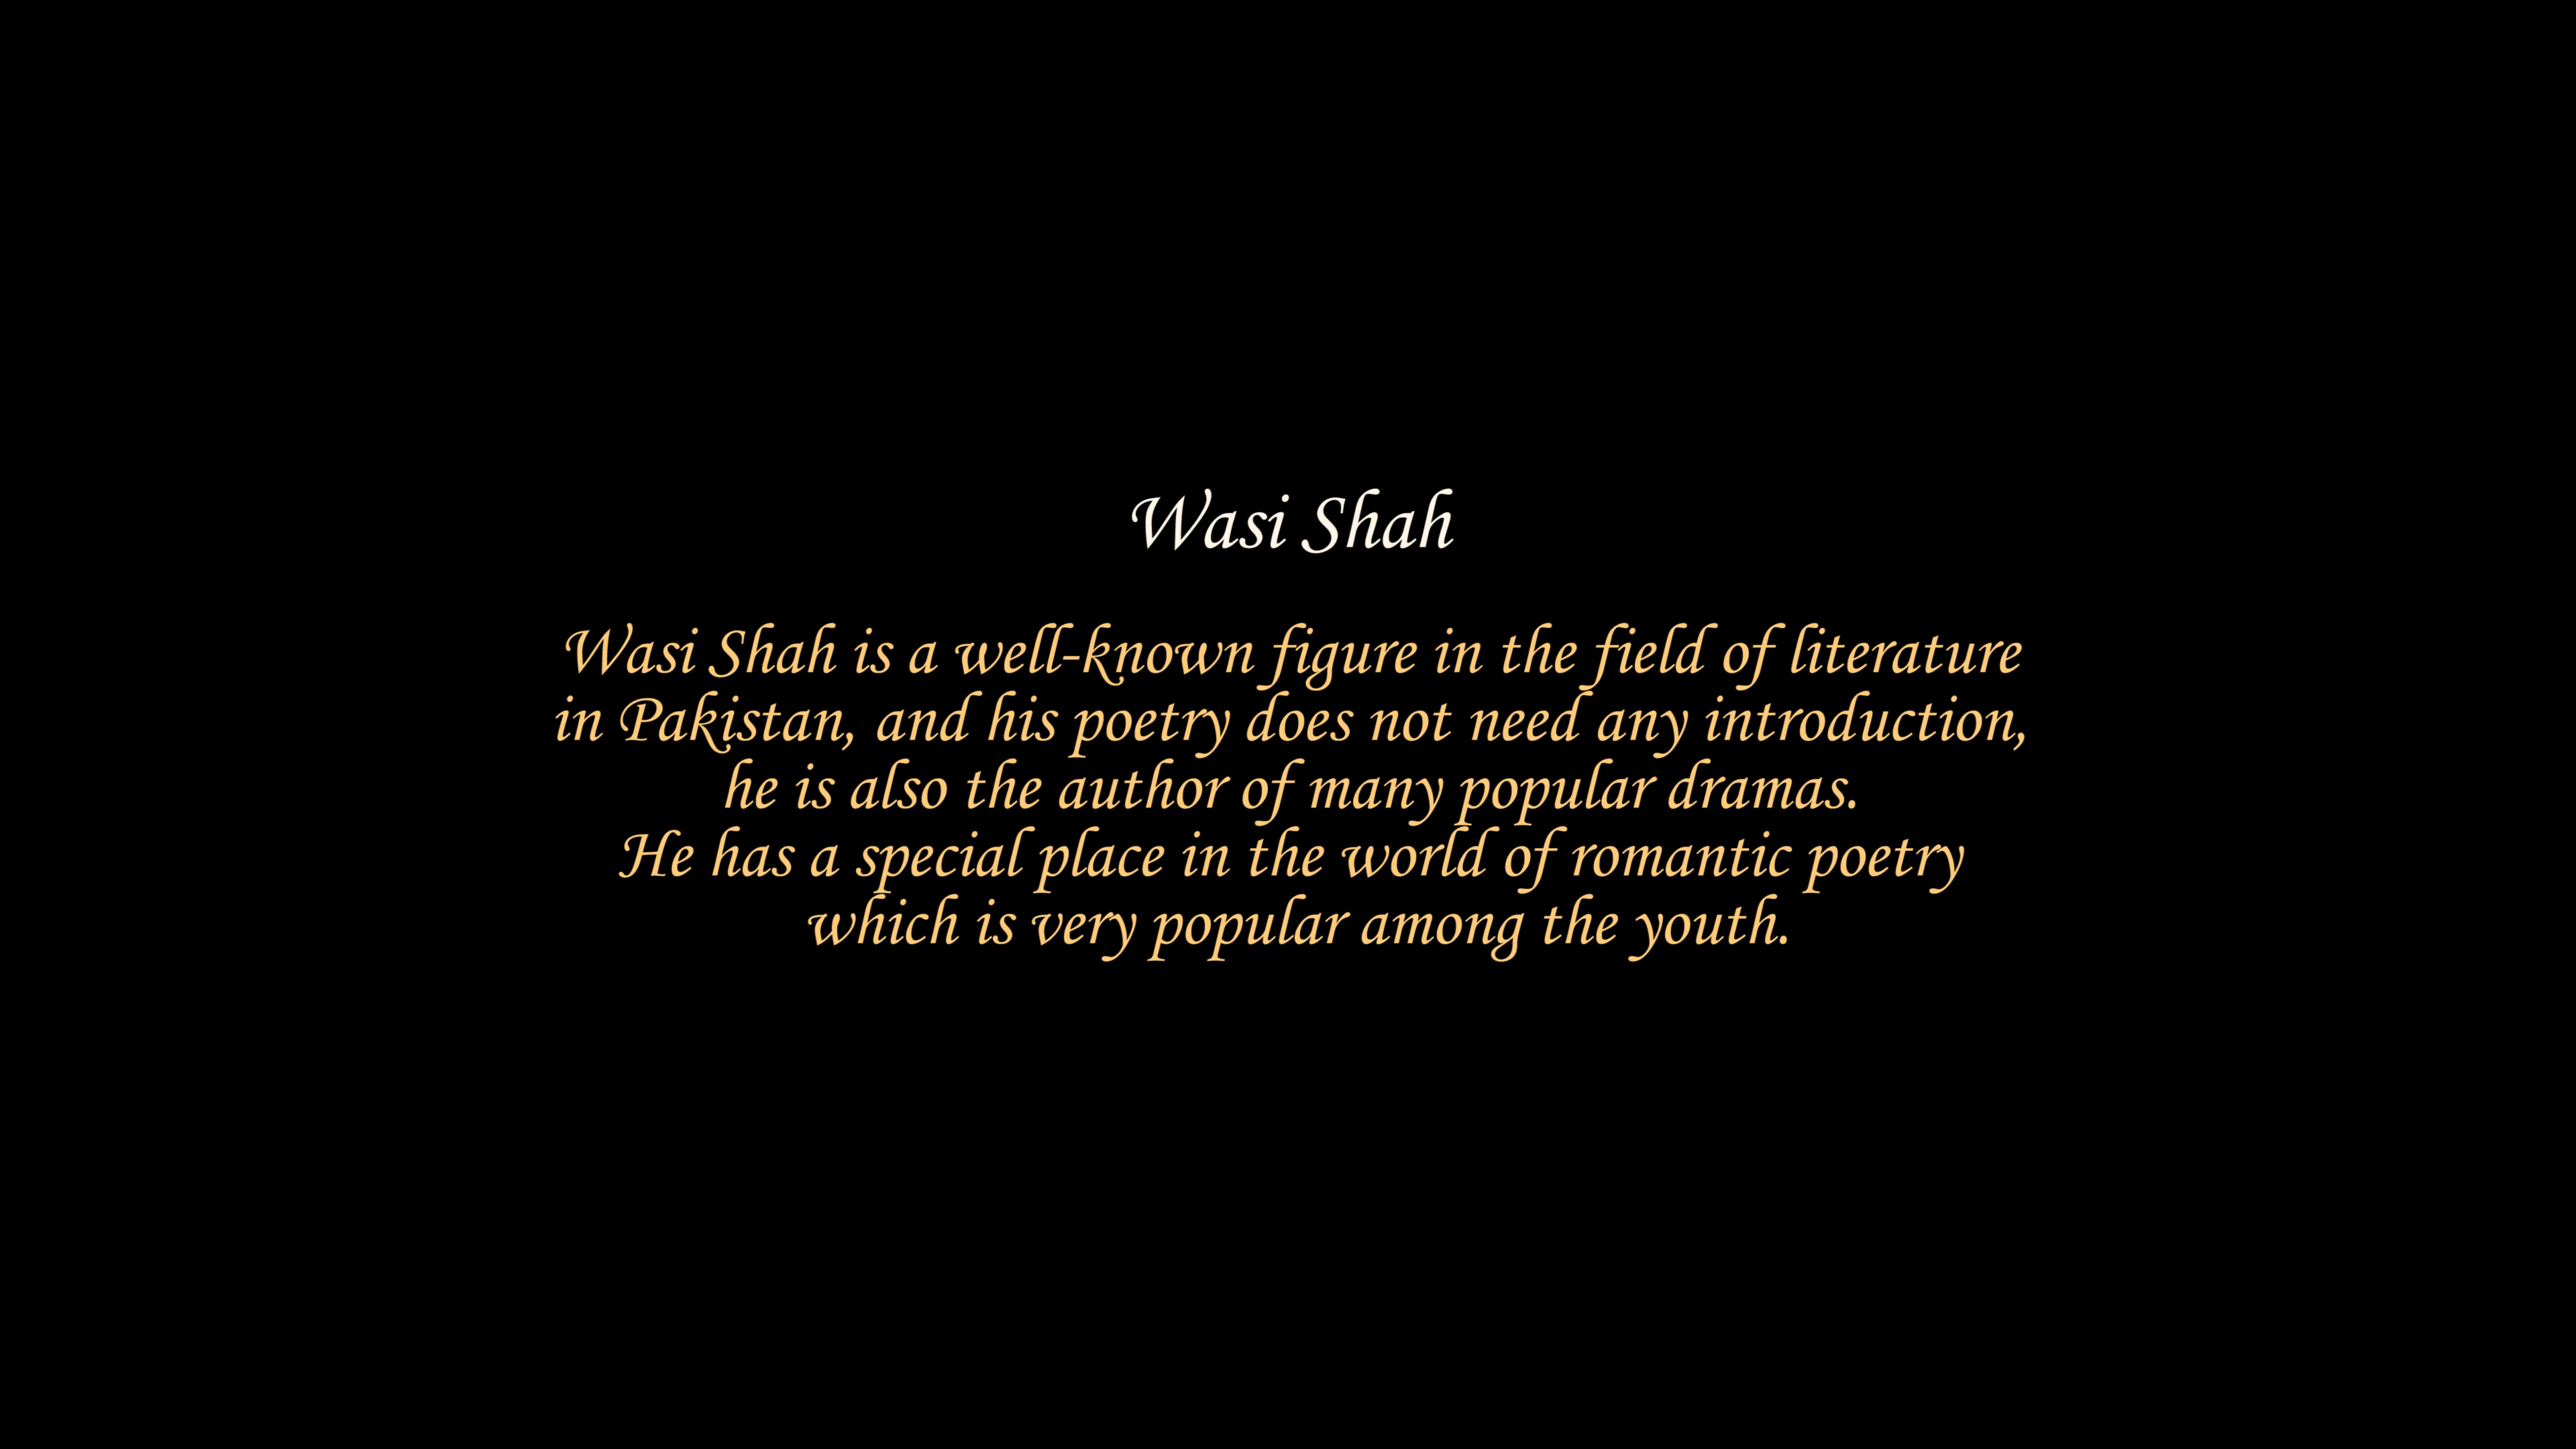 Wasi Shah
Wasi Shah is a well-known figure in the field of literature
in Pakistan, and his poetry does not need any introduction,
he is also the author of many popular dramas.
He has a special place in the world of romantic poetry
which is very popular among the youth.